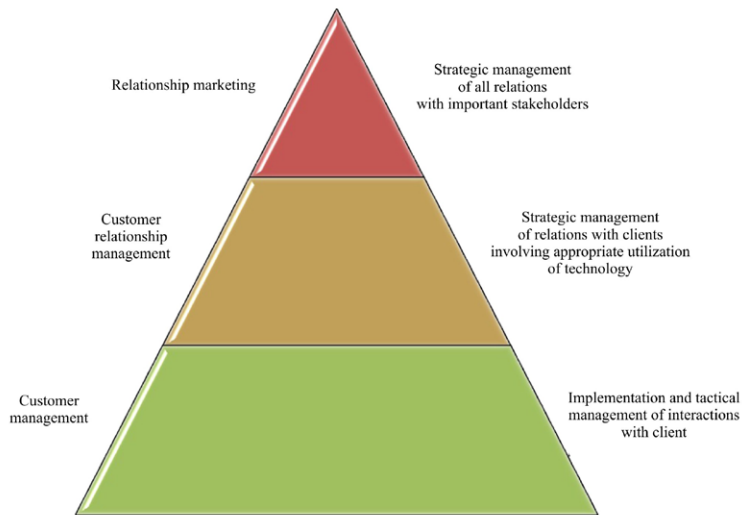 Relationship marketing
Strategic management
of all relations
with important stakeholders
Customer
relationship
management
Strategic management
of relations with clients
involving appropriate utilization
of technology
Customer
management
Implementation and tactical
management of interactions
with client